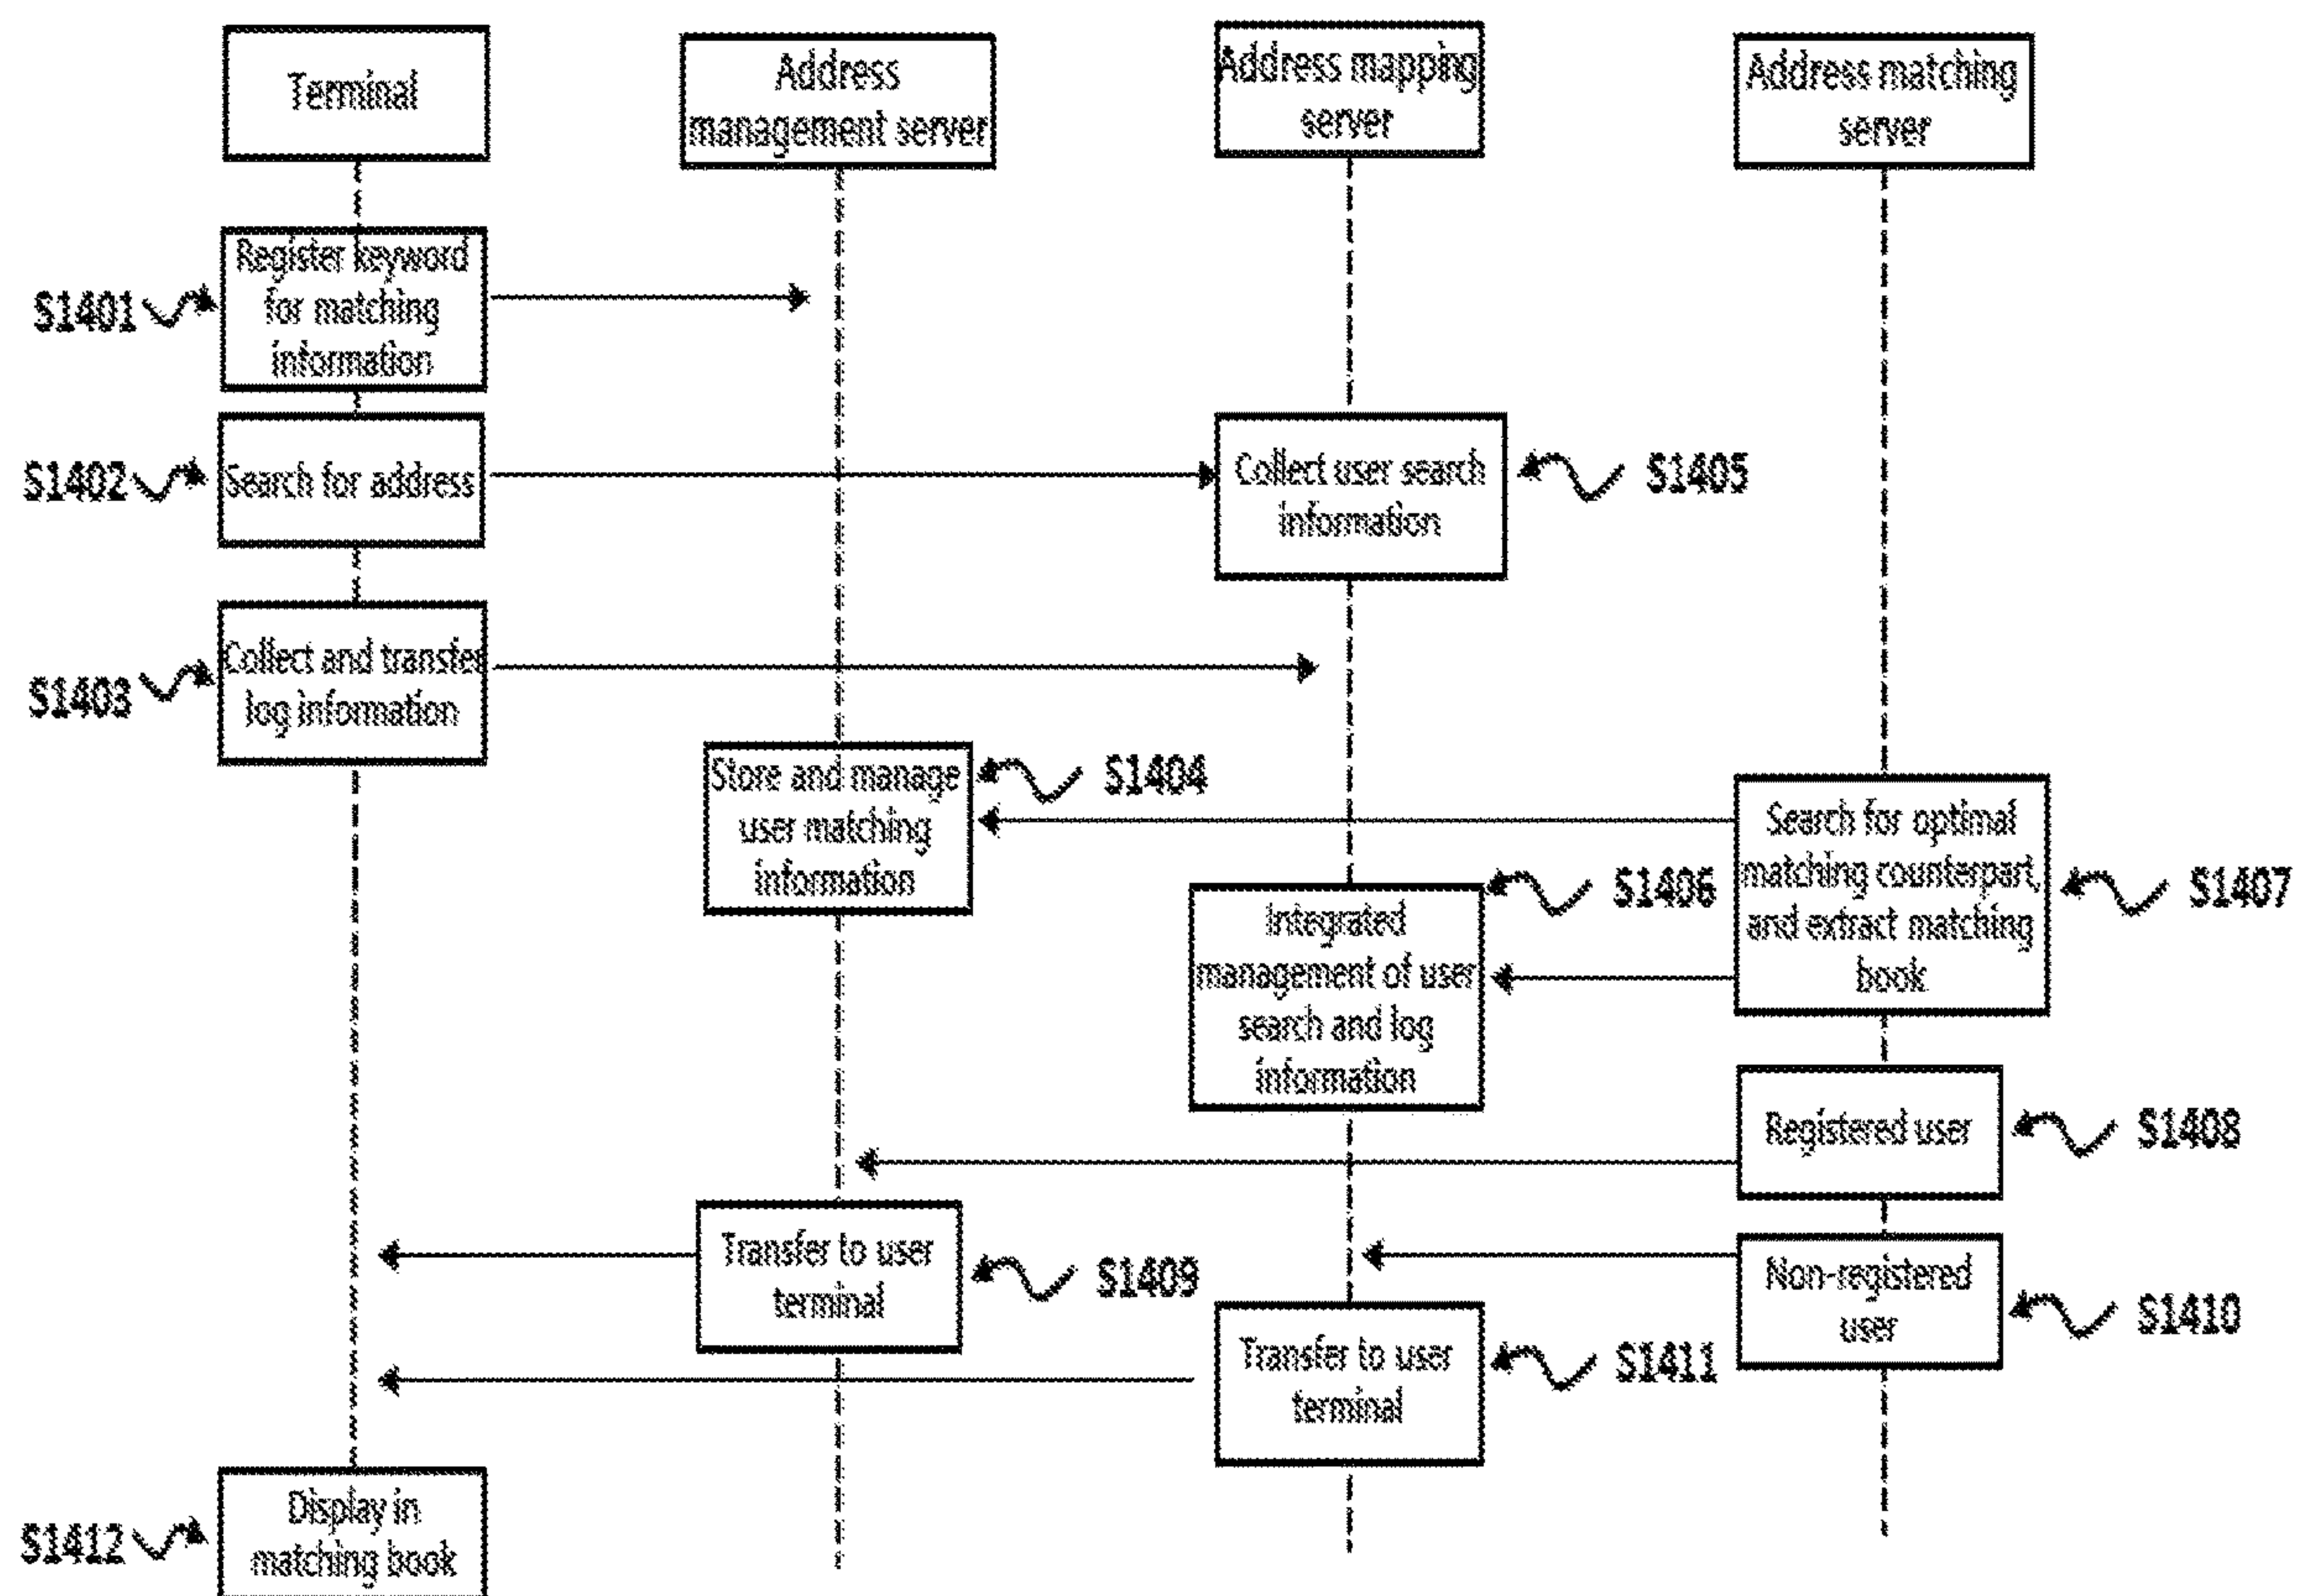 Terminal
Address
management server
Address mapping
server
Address matching
server
S1401
Register keyword
for matching
information
S1402
Search for address
Collect user search
information
S1405
S1403
Collect and transfer
log information
Store and manage
user matching
information
S1404
Search for optimal
matching counterpart,
and extract matching
book
S1407
Integrated
management of user
search and log
information
S1406
Registered user
S1408
Transfer to user
terminal
S1409
Non-registered
user
S1410
Transfer to user
terminal
S1411
S1412
Display in
matching book